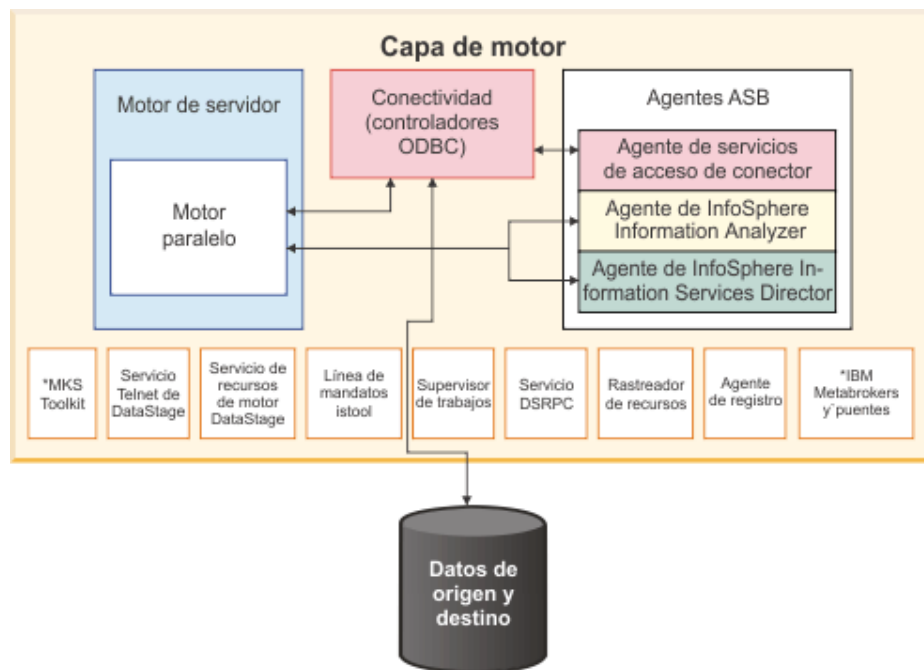 Capa de motor
Motor de servidor
Motor
paralelo
Conectividad
(controladores
ODBC)
Agentes ASB
Agente de servicios
de acceso de conector
Agente de InfoSphere
Information Analyzer
Agente de InfoSphere In-
formation Services Director
*MKS
Toolkit
Servicio
Telnet de
DataStage
Servicio de
recursos
de motor
DataStage
Línea de
mandatos
istool
Supervisor
de trabajos
Servicio
DSRPC
Rastreador
de recursos
Agente
de registro
*IBM
Metabrokers
y puentes
Datos de
origen y
destino